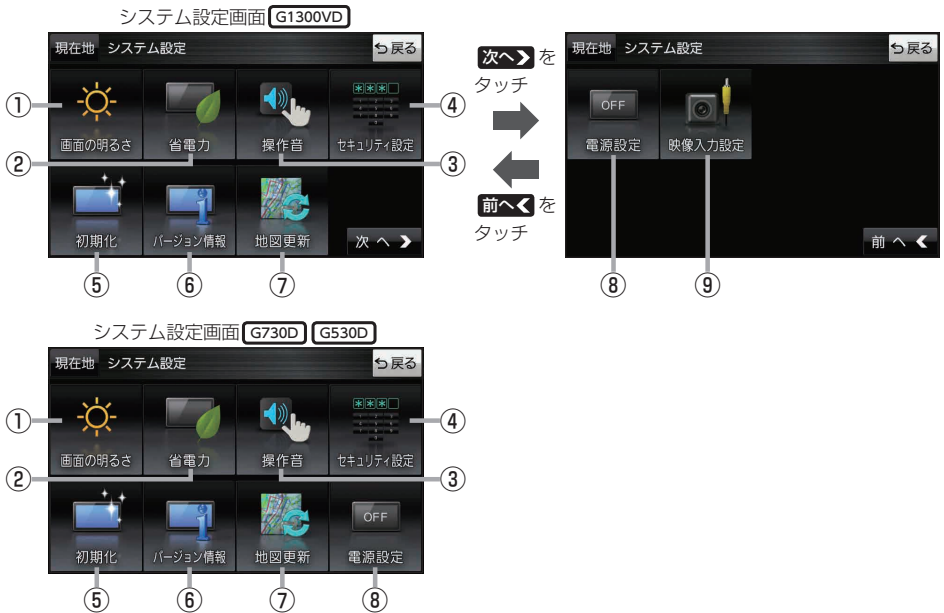 システム設定画面 G1300VD
現在地 システム設定 戻る
① ④
画面の明るさ 省電力 操作音 セキュリティ設定
② ③
初期化 バージョン情報 地図更新 次へ
⑤ ⑥ ⑦
次へ を
タッチ
前へ を
タッチ
現在地 システム設定 戻る
OFF
電源設定 映像入力設定
前へ
⑧ ⑨
システム設定画面 G730D G530D
現在地 システム設定 戻る
① ④
画面の明るさ 省電力 操作音 セキュリティ設定
② ③
OFF
初期化 バージョン情報 地図更新 電源設定
⑤ ⑥ ⑦ ⑧